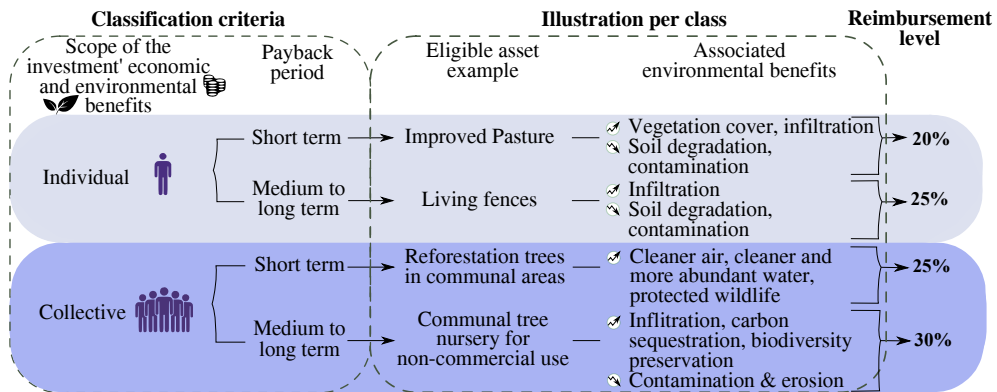 Classification criteria
Illustration per class
Reimbursement
level
Scope of the
investment' economic
and environmental
benefits
Payback
period
Eligible asset
example
Associated
environmental benefits
Individual
Short term
Improved Pasture
Vegetation cover, infiltration
Soil degradation,
contamination
20%
Medium to
long term
Living fences
Infiltration
Soil degradation,
contamination
25%
Collective
Short term
Reforestation trees
in communal areas
Cleaner air, cleaner and
more abundant water,
protected wildlife
25%
Medium to
long term
Communal tree
nursery for
non-commercial use
Inflitration, carbon
sequestration, biodiversity
preservation
Contamination & erosion
30%